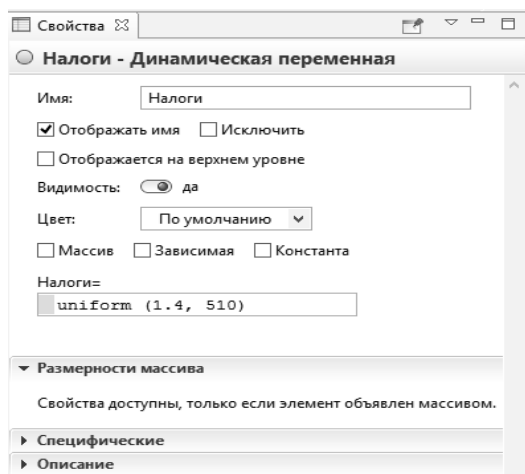 Свойства
Налоги - Динамическая переменная
Имя: Налоги
Отображать имя Исключить
Отображается на верхнем уровне
Видимость: да
Цвет: По умолчанию
Массив Зависимая Константа
Налоги=
uniform (1.4, 510)
Размерности массива
Свойства доступны, только если элемент объявлен массивом.
Специфические
Описание